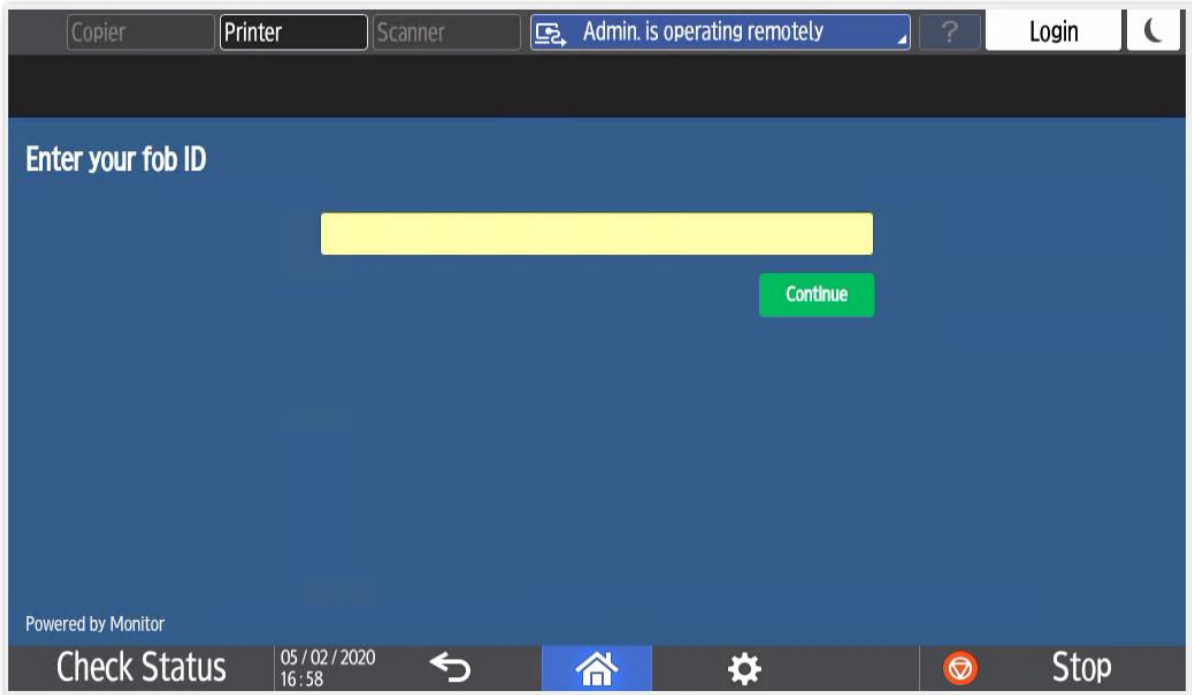 Copier
Printer
Scanner
Admin. is operating remotely
?
Login
Enter your fob ID
Continue
Powered by Monitor
Check Status
05 / 02 / 2020
16 : 58
Stop